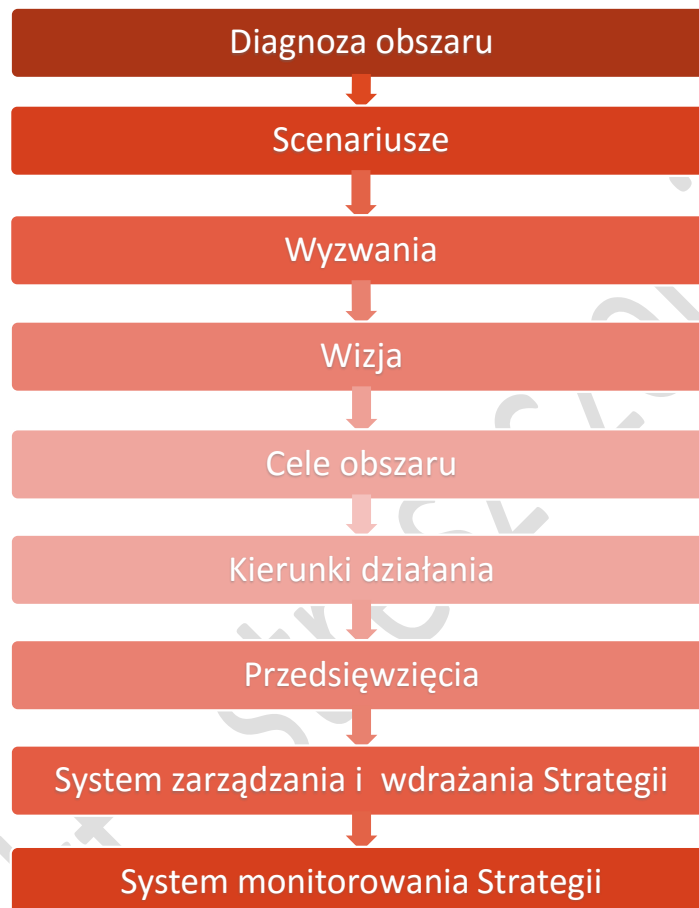 Diagnoza obszaru
Scenariusze
Wyzwania
Wizja
Cele obszaru
Kierunki działania
Przedsięwzięcia
System zarządzania i wdrażania Strategii
System monitorowania Strategii